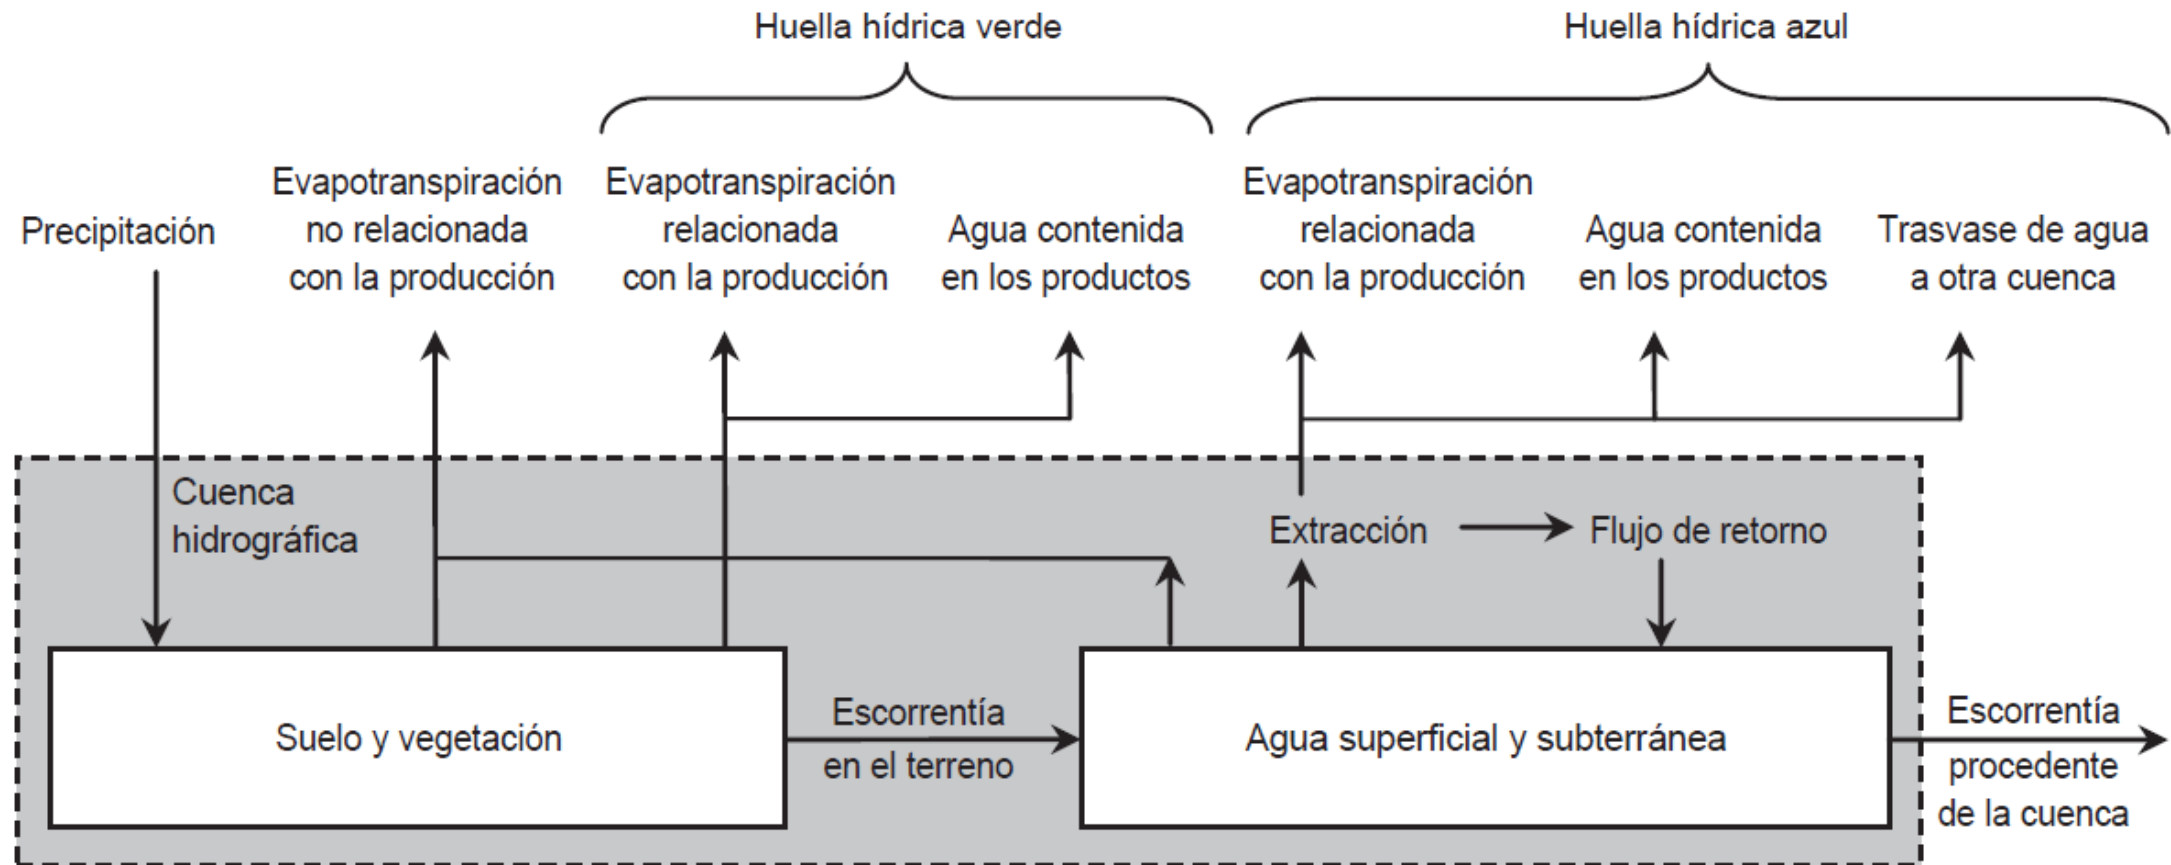 Huella hídrica verde
Huella hídrica azul
Precipitación
Evapotranspiración
no relacionada
con la producción
Evapotranspiración
relacionada
con la producción
Agua contenida
en los productos
Evapotranspiración
relacionada
con la producción
Agua contenida
en los productos
Trasvase de agua
a otra cuenca
Cuenca
hidrográfica
Extracción
Flujo de retorno
Suelo y vegetación
Escorrentía
en el terreno
Agua superficial y subterránea
Escorrentía
procedente
de la cuenca